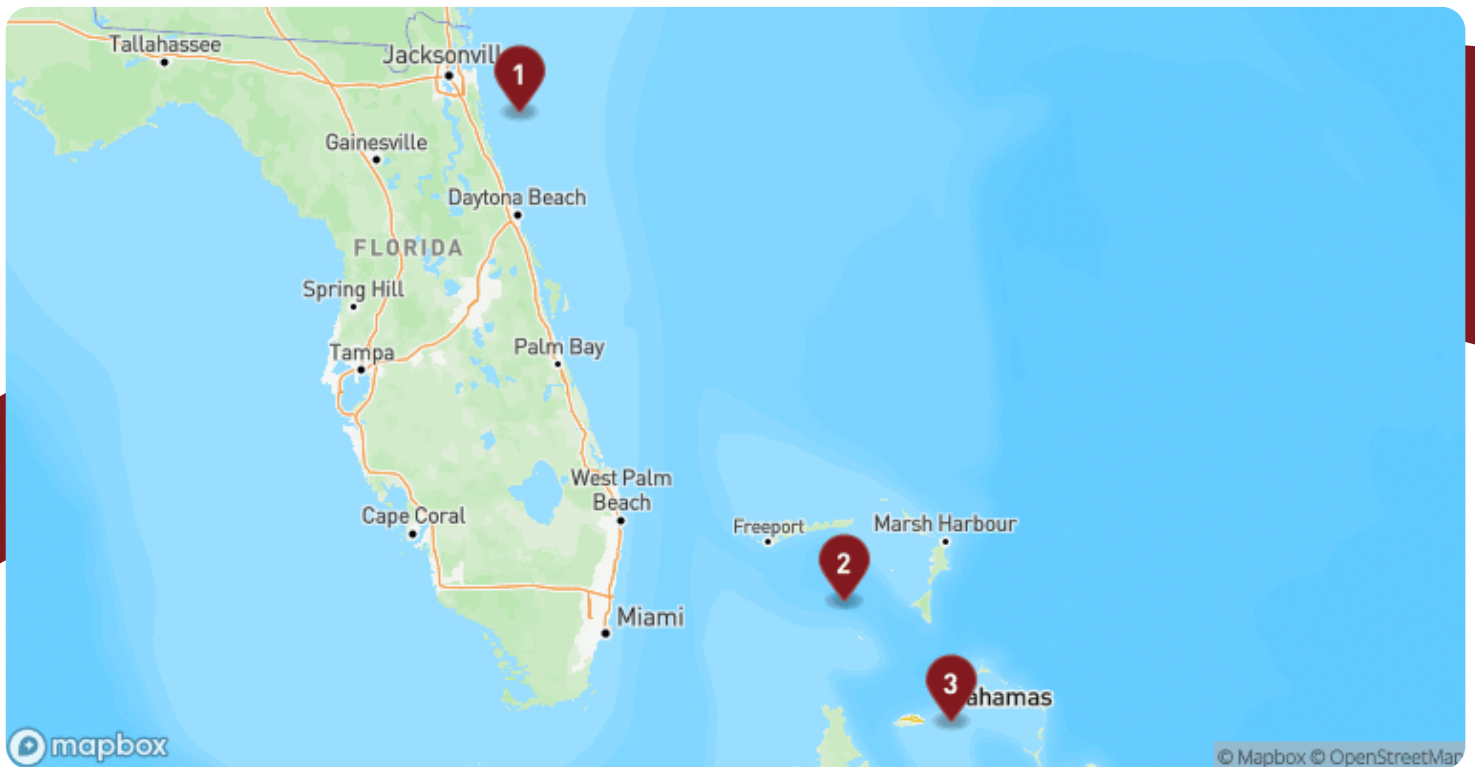 Tallahassee
Jacksonvill
1
Gainesville
Daytona Beach
FLORIDA
Spring Hill
Tampa
Palm Bay
West Palm
Beach
Cape Coral
Freeport
Marsh Harbour
2
Miami
3
ahamas
mapbox
© Mapbox © OpenStreetMap